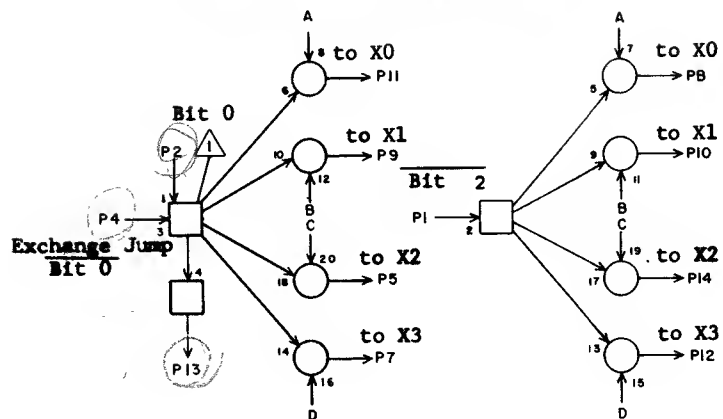 A
A
8
to X0
7
to X0
6
P11
5
P8
Bit 0
1
P2
to X1
to X1
10
P9
9
P10
12
11
Bit 2
1
P4
3
B
C
P1
2
B
C
Exchange Jump
Bit 0
4
20
to X2
19
to X2
18
P5
17
P14
to X3
to X3
14
P7
13
P12
P13
16
15
D
D